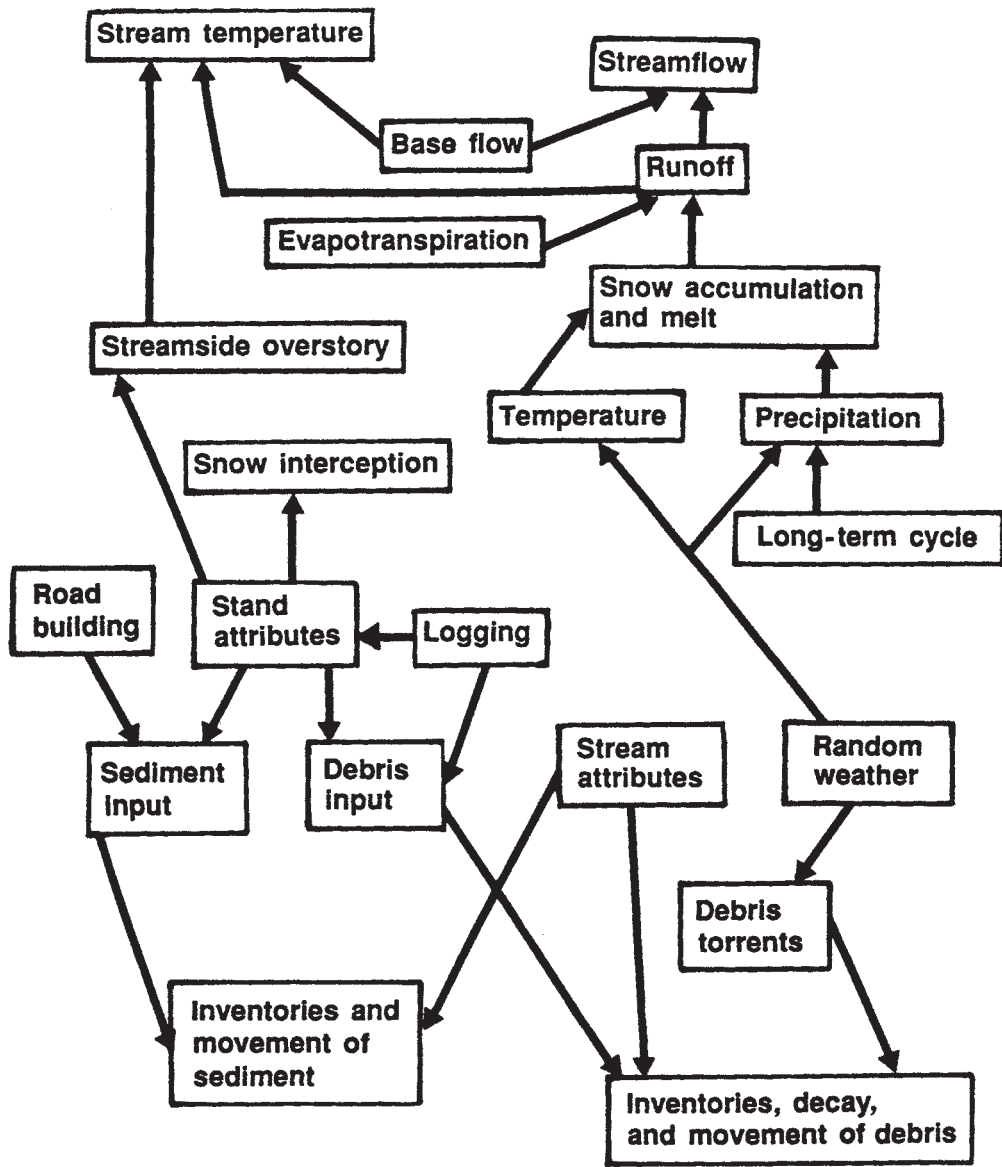 Stream temperature
Streamflow
Base flow
Runoff
Evapotranspiration
Snow accumulation
and melt
Streamside overstory
Temperature
Precipitation
Snow interception
Long-term cycle
Road
building
Stand
attributes
Logging
Sediment
input
Debris
input
Stream
attributes
Random
weather
Debris
torrents
Inventories and
movement of
sediment
Inventories, decay,
and movement of debris